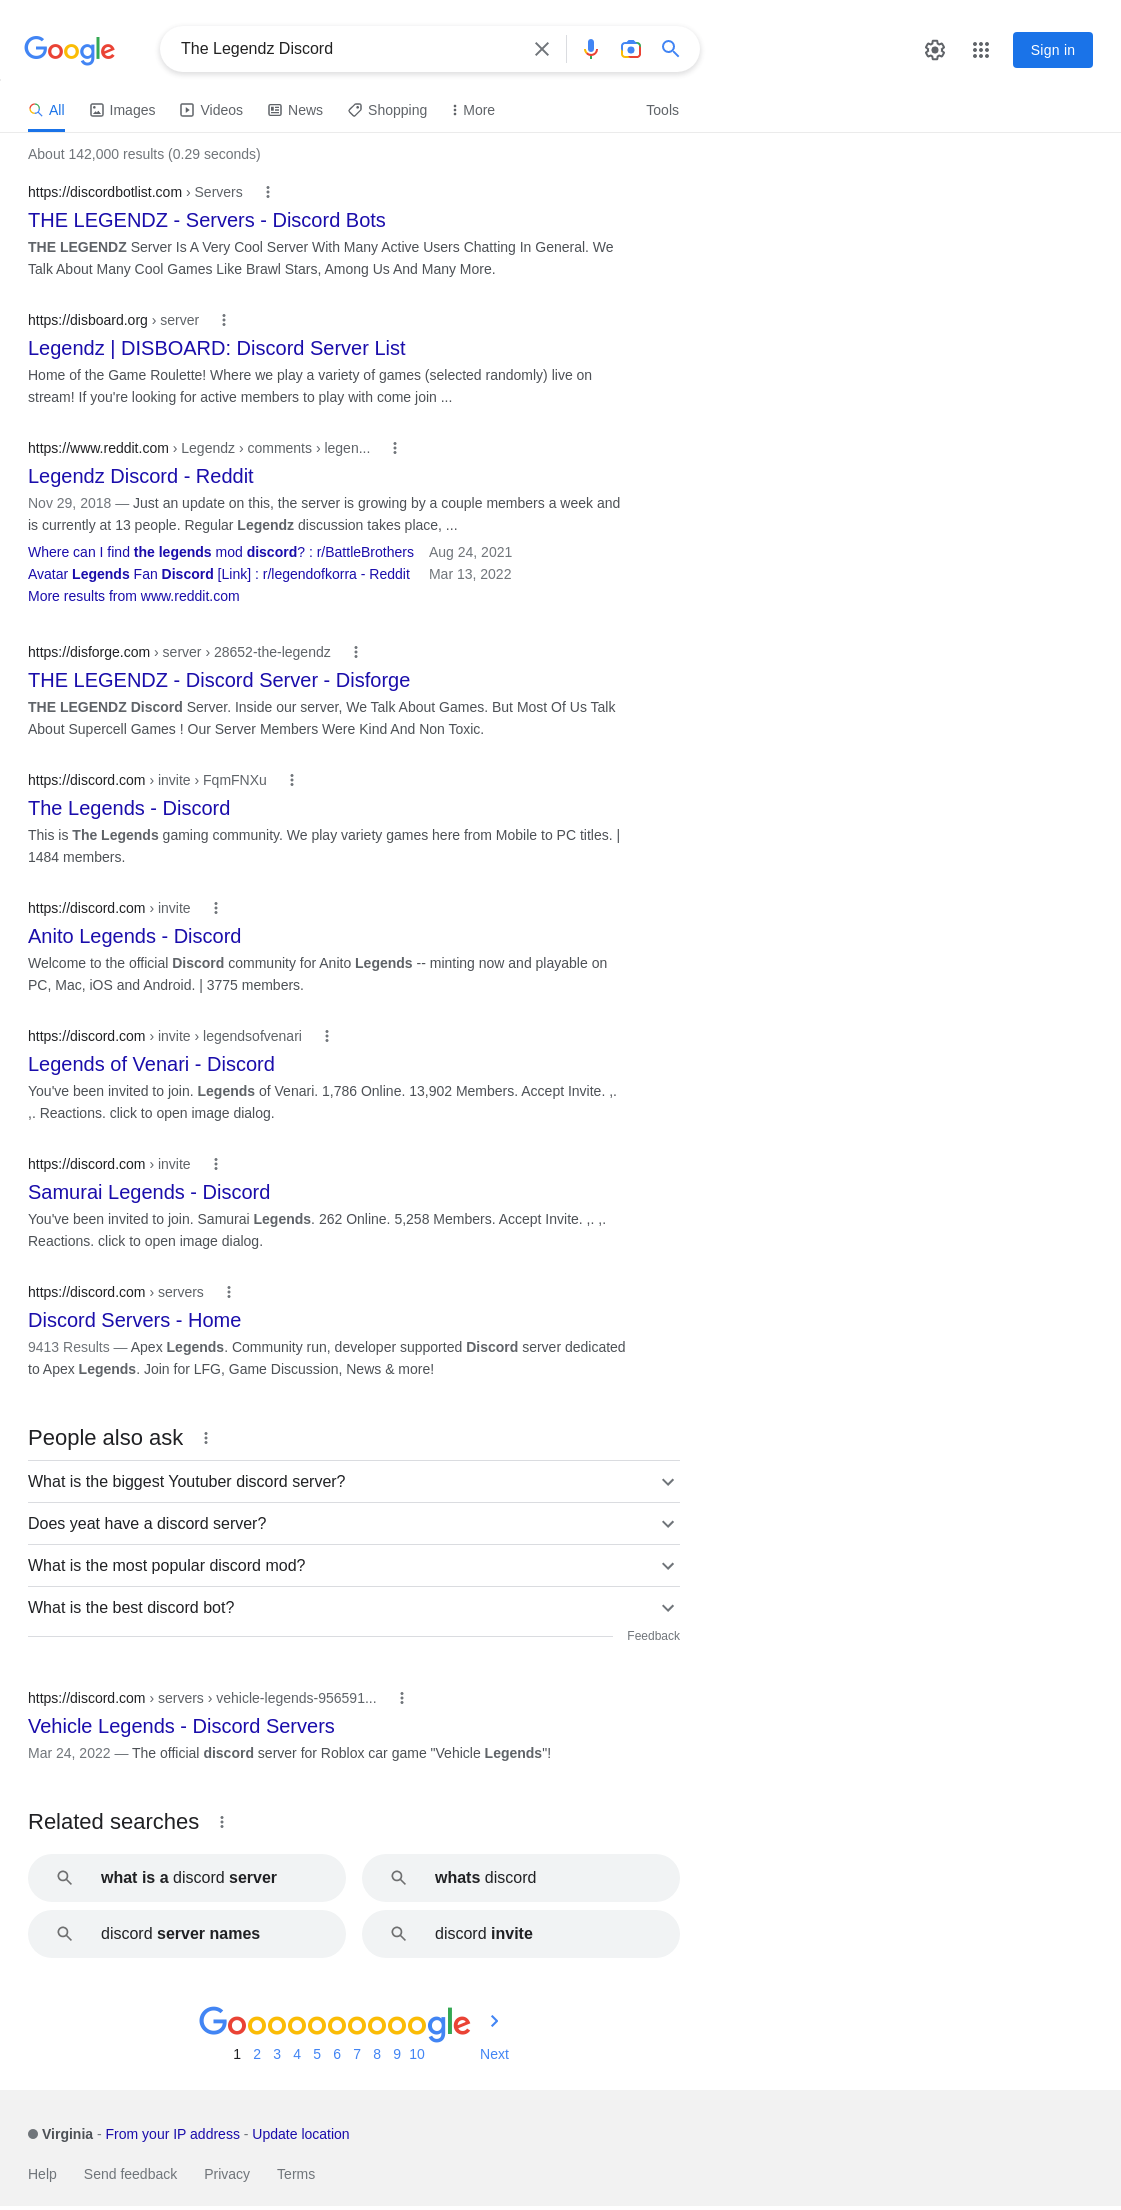 Google
The Legendz Discord
Sign in
All Images Videos News Shopping More Tools
About 142,000 results (0.29 seconds)
https://discordbotlist.com › Servers
THE LEGENDZ - Servers - Discord Bots
THE LEGENDZ Server Is A Very Cool Server With Many Active Users Chatting In General. We
Talk About Many Cool Games Like Brawl Stars, Among Us And Many More.
https://disboard.org › server
Legendz | DISBOARD: Discord Server List
Home of the Game Roulette! Where we play a variety of games (selected randomly) live on
stream! If you're looking for active members to play with come join ...
https://www.reddit.com › Legendz › comments › legen...
Legendz Discord - Reddit
Nov 29, 2018 — Just an update on this, the server is growing by a couple members a week and
is currently at 13 people. Regular Legendz discussion takes place, ...
Where can I find the legends mod discord? : r/BattleBrothers Aug 24, 2021
Avatar Legends Fan Discord [Link] : r/legendofkorra - Reddit Mar 13, 2022
More results from www.reddit.com
https://disforge.com › server › 28652-the-legendz
THE LEGENDZ - Discord Server - Disforge
THE LEGENDZ Discord Server. Inside our server, We Talk About Games. But Most Of Us Talk
About Supercell Games ! Our Server Members Were Kind And Non Toxic.
https://discord.com › invite › FqmFNXu
The Legends - Discord
This is The Legends gaming community. We play variety games here from Mobile to PC titles. |
1484 members.
https://discord.com › invite
Anito Legends - Discord
Welcome to the official Discord community for Anito Legends -- minting now and playable on
PC, Mac, iOS and Android. | 3775 members.
https://discord.com › invite › legendsofvenari
Legends of Venari - Discord
You've been invited to join. Legends of Venari. 1,786 Online. 13,902 Members. Accept Invite. ,.
,. Reactions. click to open image dialog.
https://discord.com › invite
Samurai Legends - Discord
You've been invited to join. Samurai Legends. 262 Online. 5,258 Members. Accept Invite. ,. ,.
Reactions. click to open image dialog.
https://discord.com › servers
Discord Servers - Home
9413 Results — Apex Legends. Community run, developer supported Discord server dedicated
to Apex Legends. Join for LFG, Game Discussion, News & more!
People also ask
What is the biggest Youtuber discord server?
Does yeat have a discord server?
What is the most popular discord mod?
What is the best discord bot?
Feedback
https://discord.com › servers › vehicle-legends-956591...
Vehicle Legends - Discord Servers
Mar 24, 2022 — The official discord server for Roblox car game "Vehicle Legends"!
Related searches
what is a discord server
whats discord
discord server names
discord invite
Goooooooooogle
1 2 3 4 5 6 7 8 9 10 Next
Virginia - From your IP address - Update location
Help Send feedback Privacy Terms